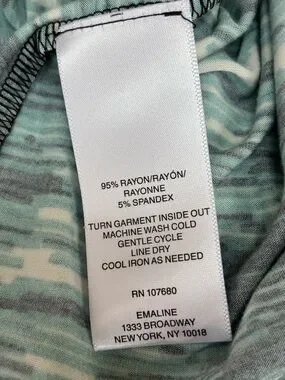 95% RAYON/RAYÓN/
RAYONNE
5% SPANDEX
TURN GARMENT INSIDE OUT
MACHINE WASH COLD
GENTLE CYCLE
LINE DRY
COOL IRON AS NEEDED
RN 107680
EMALINE
1333 BROADWAY
NEW YORK, NY 10018